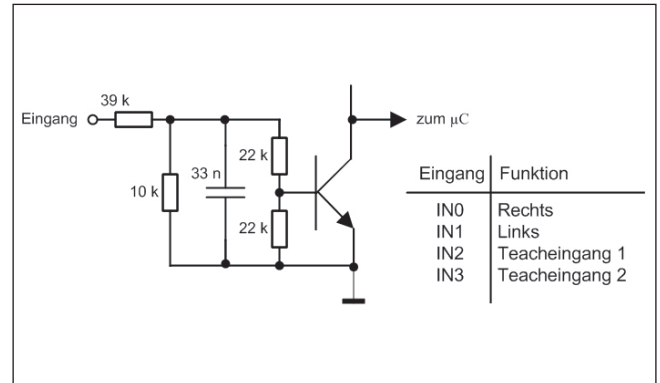 39 k
Eingang
zum µC
22 k
33 n
10 k
22 k
Eingang Funktion
IN0 Rechts
IN1 Links
IN2 Teacheingang 1
IN3 Teacheingang 2